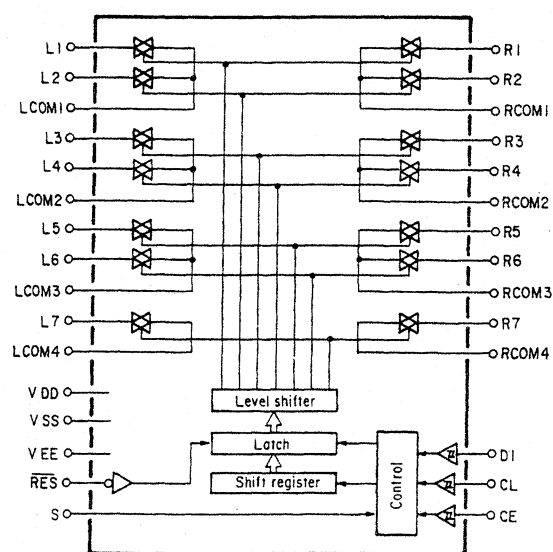 L1 R1
L2 R2
LCOM1 RCOM1
L3 R3
L4 R4
LCOM2 RCOM2
L5 R5
L6 R6
LCOM3 RCOM3
L7 R7
LCOM4 RCOM4
VDD Level shifter
VSS
Latch
VEE DI
RES Shift register Control CL
S CE